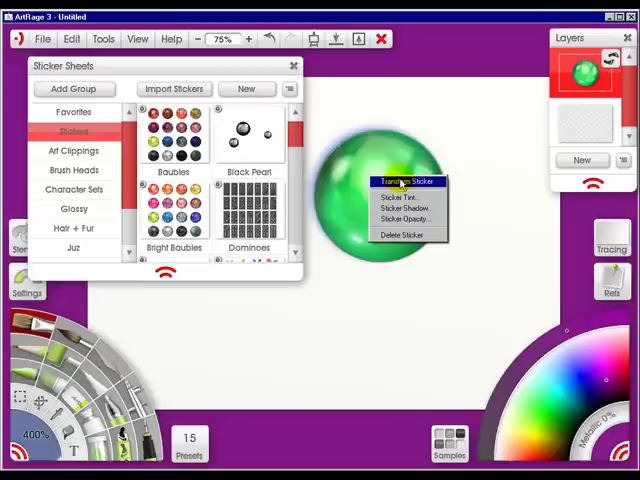 ArtRage 3 - Untitled
File Edit Tools View Help - 75% +
Layers
Sticker Sheets
Add Group Import Stickers New
Favorites
Stickers
Art Clippings
Brush Heads
Character Sets
Glossy
Hair + Fur
Juz
Baubles Black Pearl
Bright Baubles Dominoes
Transform Sticker
Sticker Tint...
Sticker Shadow...
Sticker Opacity...
Delete Sticker
New
Tracing
Refs
Settings
400%
T
15
Presets
Samples
Metallic 0%